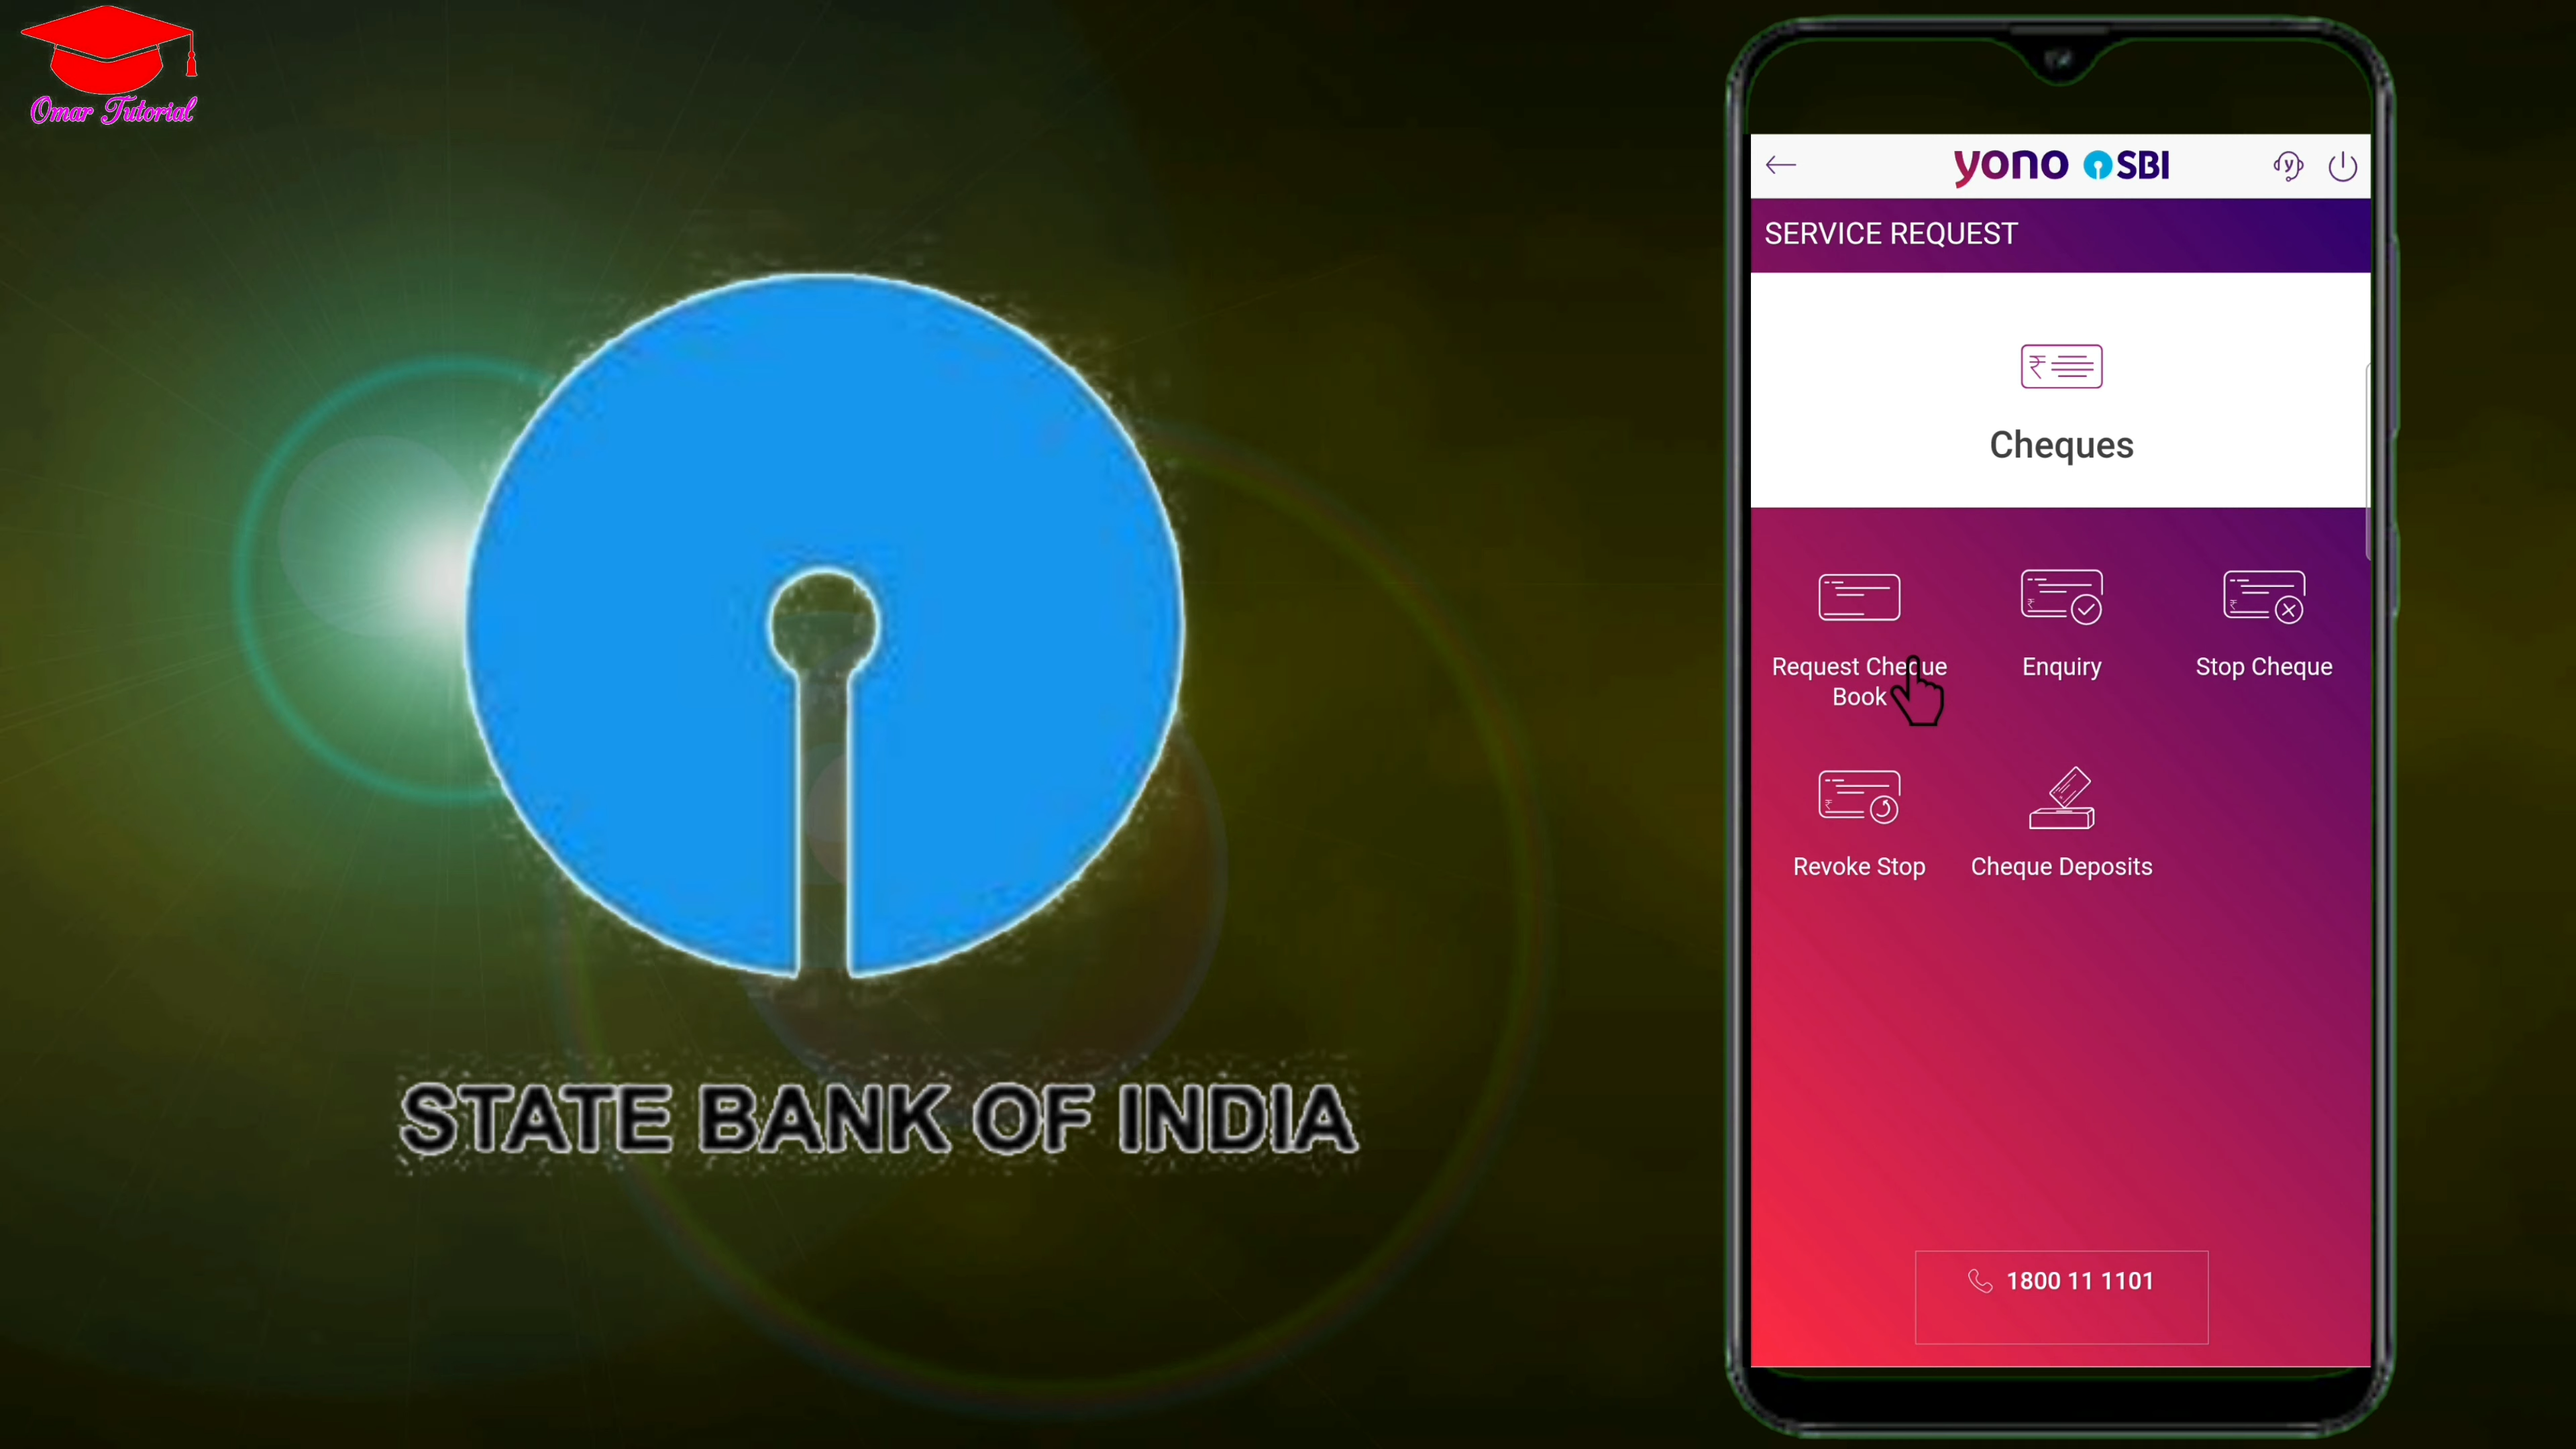 Omar Tutorial
STATE BANK OF INDIA
yono SBI
SERVICE REQUEST
₹
Cheques
Request Cheque
Book
Enquiry
Stop Cheque
Revoke Stop
Cheque Deposits
1800 11 1101